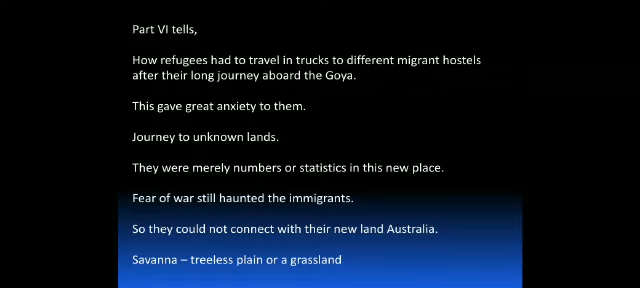 Part VI tells,
How refugees had to travel in trucks to different migrant hostels
after their long journey aboard the Goya.
This gave great anxiety to them.
Journey to unknown lands.
They were merely numbers or statistics in this new place.
Fear of war still haunted the immigrants.
So they could not connect with their new land Australia.
Savanna – treeless plain or a grassland